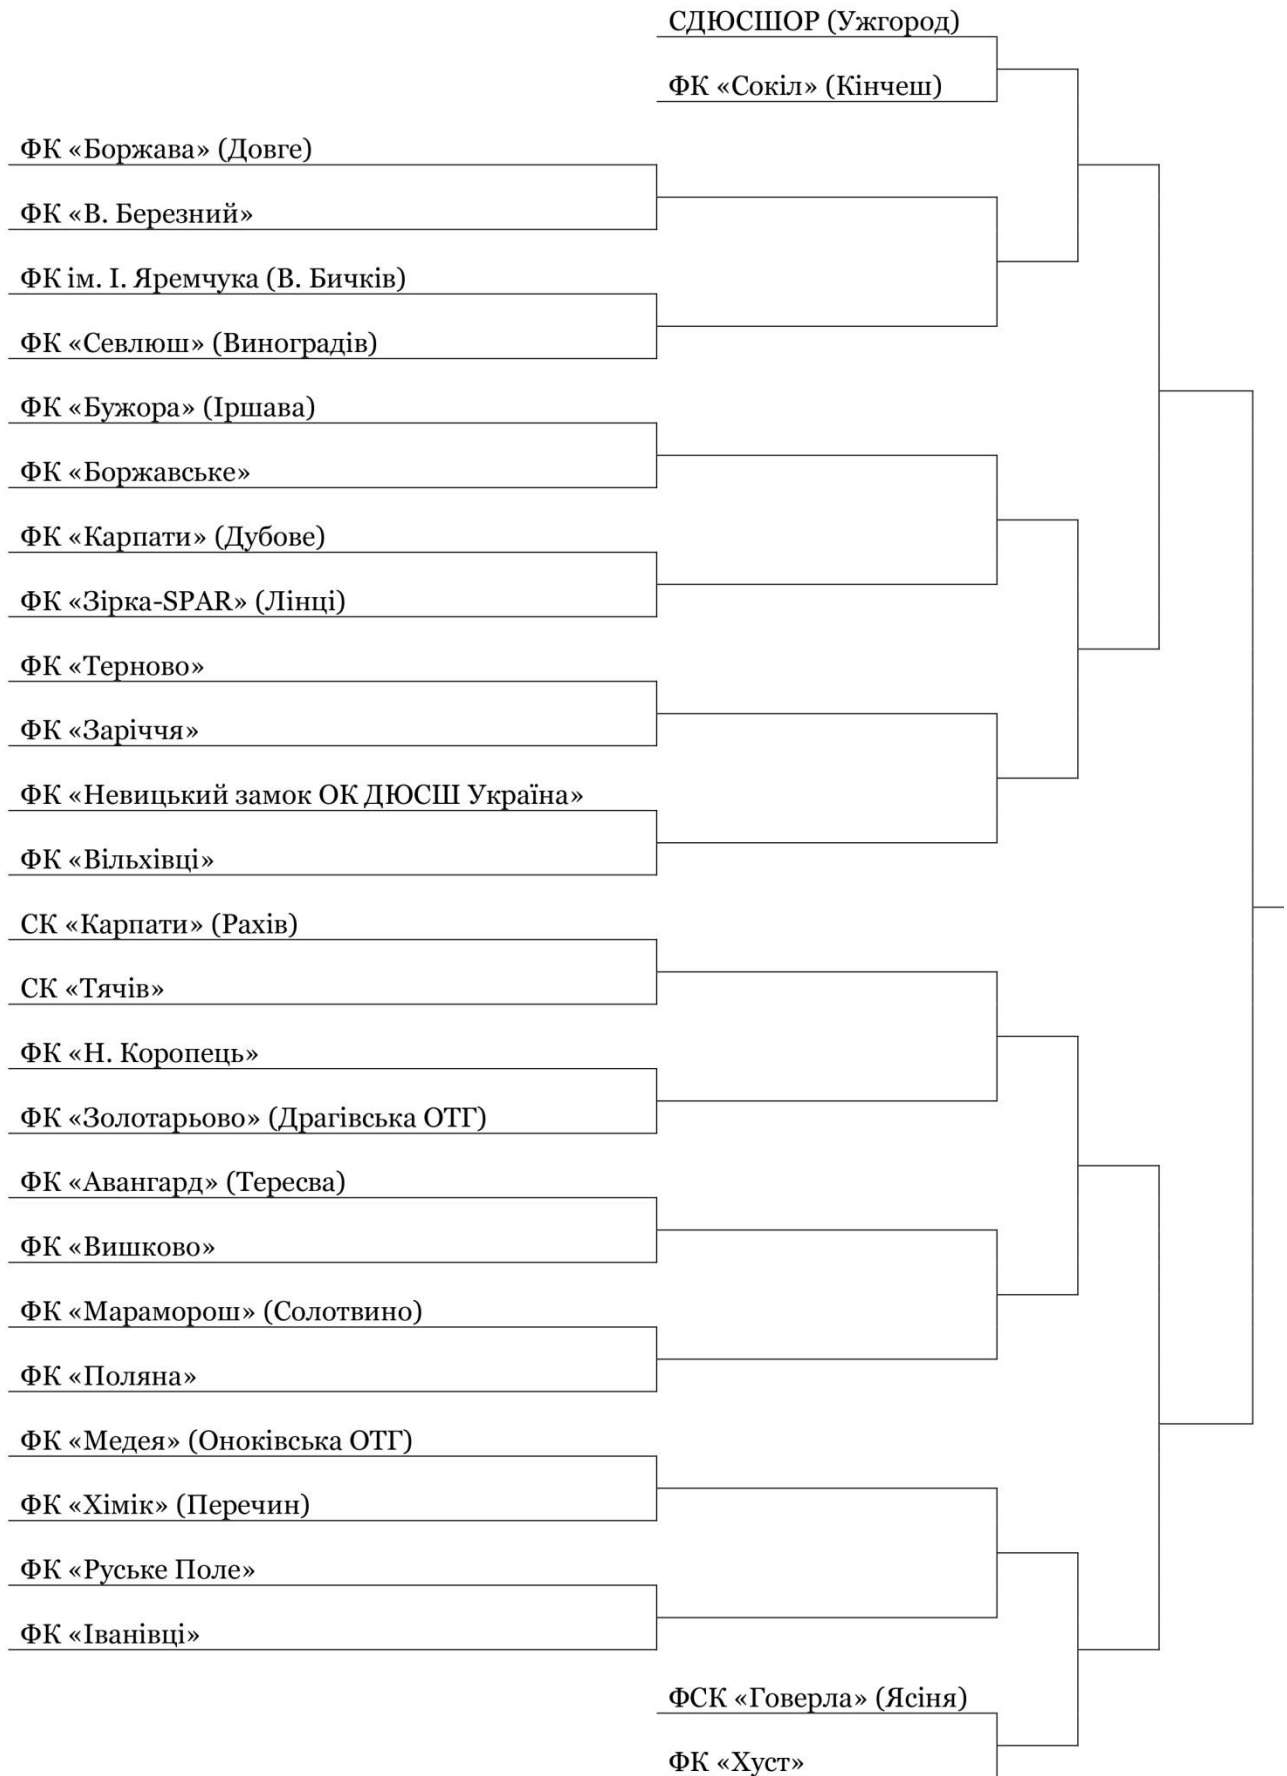 СДЮСШОР (Ужгород)
ФК «Сокіл» (Кінчеш)
ФК «Боржава» (Довге)
ФК «В. Березний»
ФК ім. І. Яремчука (В. Бичків)
ФК «Севлюш» (Виноградів)
ФК «Бужора» (Іршава)
ФК «Боржавське»
ФК «Карпати» (Дубове)
ФК «Зірка-SPAR» (Лінці)
ФК «Терново»
ФК «Заріччя»
ФК «Невицький замок ОК ДЮСШ Україна»
ФК «Вільхівці»
СК «Карпати» (Рахів)
СК «Тячів»
ФК «Н. Коропець»
ФК «Золотарьово» (Драгівська ОТГ)
ФК «Авангард» (Тересва)
ФК «Вишково»
ФК «Мараморош» (Солотвино)
ФК «Поляна»
ФК «Медея» (Оноківська ОТГ)
ФК «Хімік» (Перечин)
ФК «Руське Поле»
ФК «Іванівці»
ФСК «Говерла» (Ясіня)
ФК «Хуст»